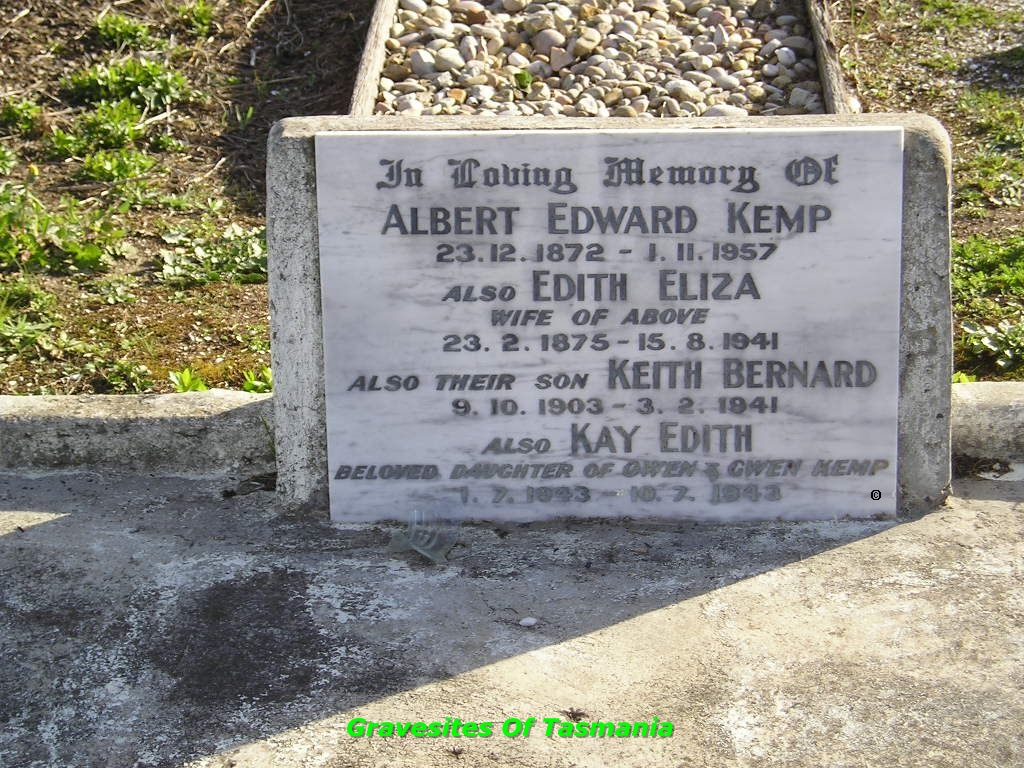 In Loving Memory Of
ALBERT EDWARD KEMP
23.12.1872 - 1.11.1957
ALSO EDITH ELIZA
WIFE OF ABOVE
23.2.1875 - 15.8.1941
ALSO THEIR SON KEITH BERNARD
9.10.1903 - 3.2.1941
ALSO KAY EDITH
BELOVED DAUGHTER OF OWEN & GWEN KEMP
1.7.1943 - 10.7.1943
©
Gravesites Of Tasmania